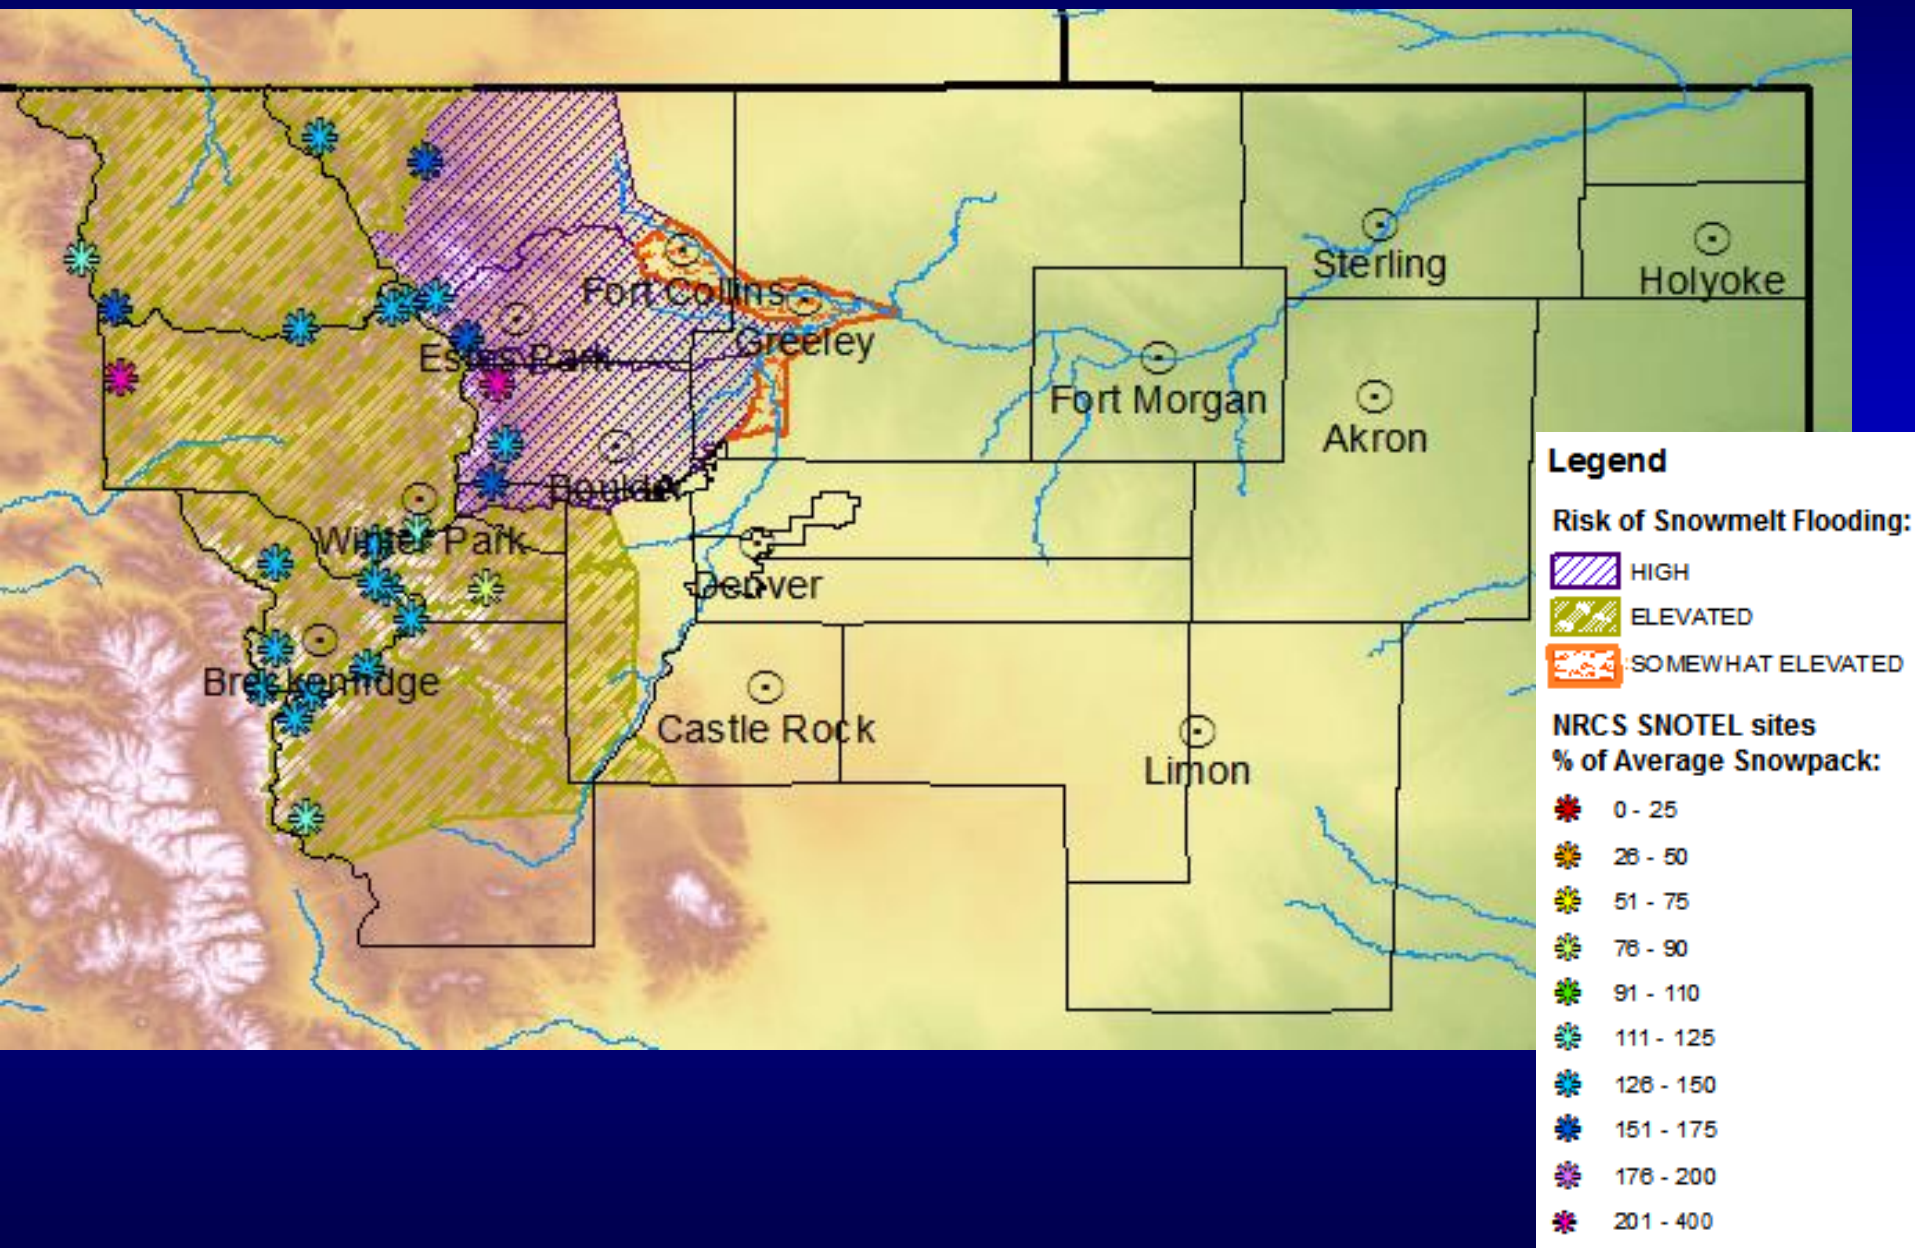 Sterling
Holyoke
Fort Collins
Greeley
Estes Park
Fort Morgan
Akron
Boulder
Winter Park
Denver
Breckenridge
Castle Rock
Limon
Legend
Risk of Snowmelt Flooding:
HIGH
ELEVATED
SOMEWHAT ELEVATED
NRCS SNOTEL sites
% of Average Snowpack:
0 - 25
26 - 50
51 - 75
76 - 90
91 - 110
111 - 125
126 - 150
151 - 175
176 - 200
201 - 400